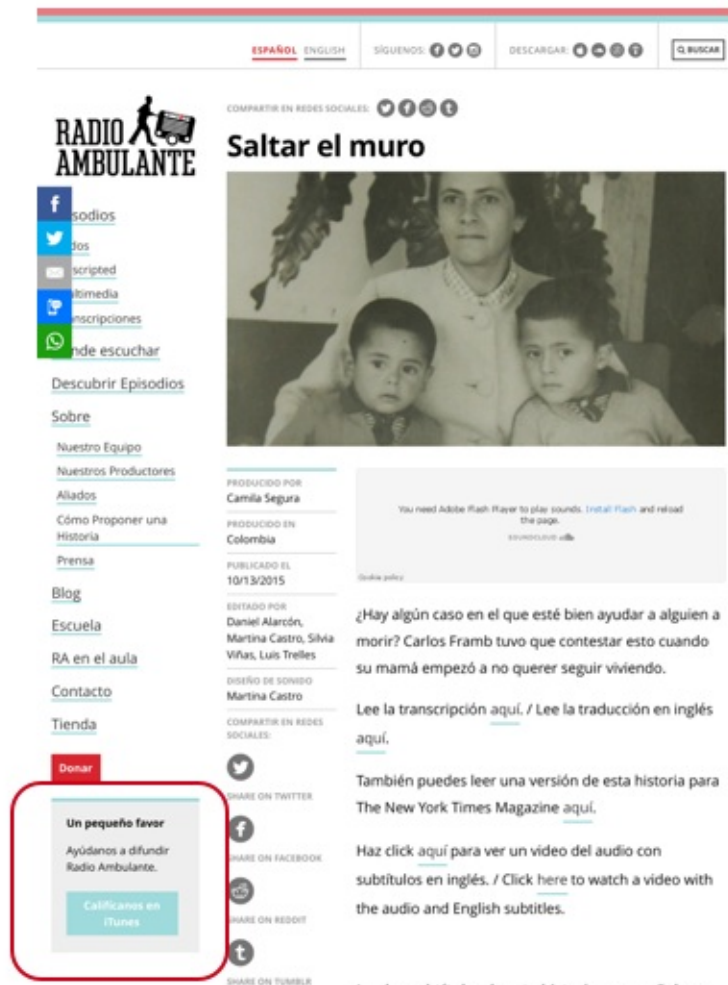 ESPAÑOL ENGLISH
SÍGUENOS:
DESCARGAR:
BUSCAR
RADIO
AMBULANTE
COMPARTIR EN REDES SOCIALES:
Saltar el muro
sodios
dos
scripted
ltimedia
nscripciones
nde escuchar
Descubrir Episodios
Sobre
Nuestro Equipo
Nuestros Productores
Aliados
Cómo Proponer una
Historia
Prensa
Blog
Escuela
RA en el aula
Contacto
Tienda
Donar
Un pequeño favor
Ayúdanos a difundir
Radio Ambulante.
Califícanos en
iTunes
PRODUCIDO POR
Camila Segura
PRODUCIDO EN
Colombia
PUBLICADO EL
10/13/2015
EDITADO POR
Daniel Alarcón,
Martina Castro, Silvia
Viñas, Luis Trelles
DISEÑO DE SONIDO
Martina Castro
COMPARTIR EN REDES
SOCIALES:
SHARE ON TWITTER
SHARE ON FACEBOOK
SHARE ON REDDIT
SHARE ON TUMBLR
You need Adobe Flash Player to play sounds. Install Flash and reload
the page.
SOUNDCLOUD
Cookie policy
¿Hay algún caso en el que esté bien ayudar a alguien a
morir? Carlos Framb tuvo que contestar esto cuando
su mamá empezó a no querer seguir viviendo.
Lee la transcripción aquí. / Lee la traducción en inglés
aquí.
También puedes leer una versión de esta historia para
The New York Times Magazine aquí.
Haz click aquí para ver un video del audio con
subtítulos en inglés. / Click here to watch a video with
the audio and English subtitles.